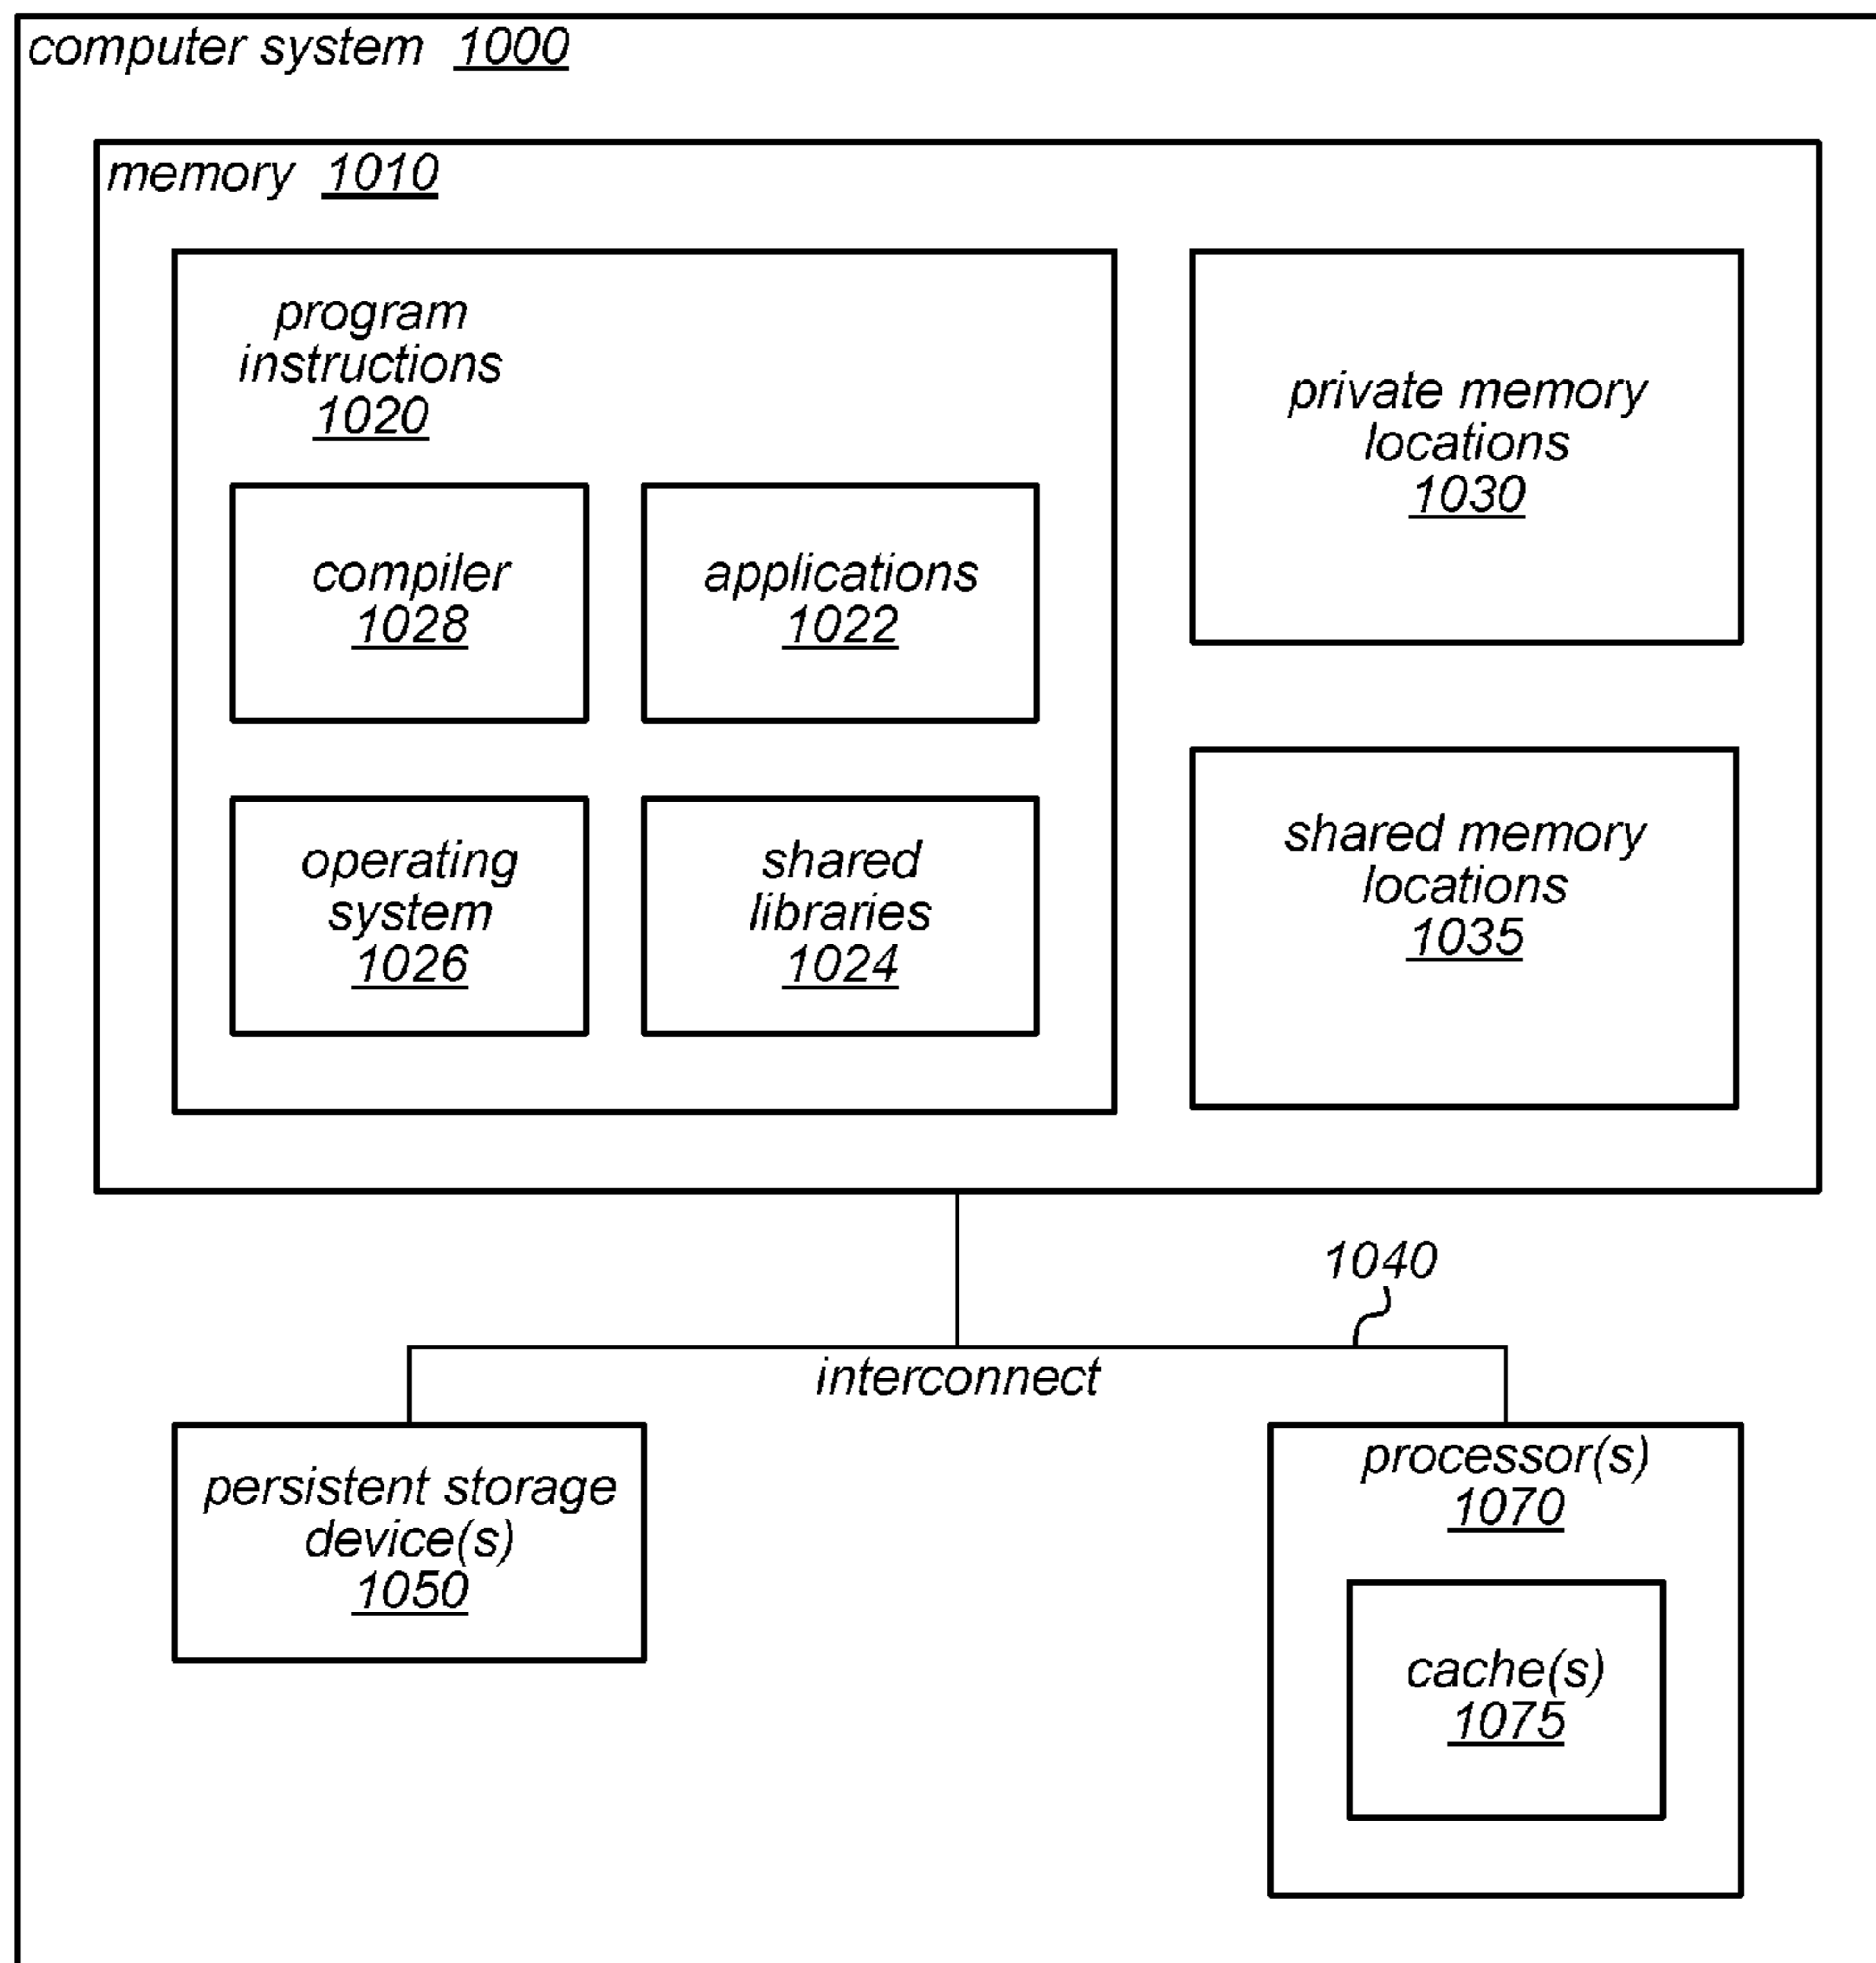 computer system 1000
memory 1010
program
instructions
1020
compiler
1028
applications
1022
operating
system
1026
shared
libraries
1024
private memory
locations
1030
shared memory
locations
1035
1040
interconnect
persistent storage
device(s)
1050
processor(s)
1070
cache(s)
1075